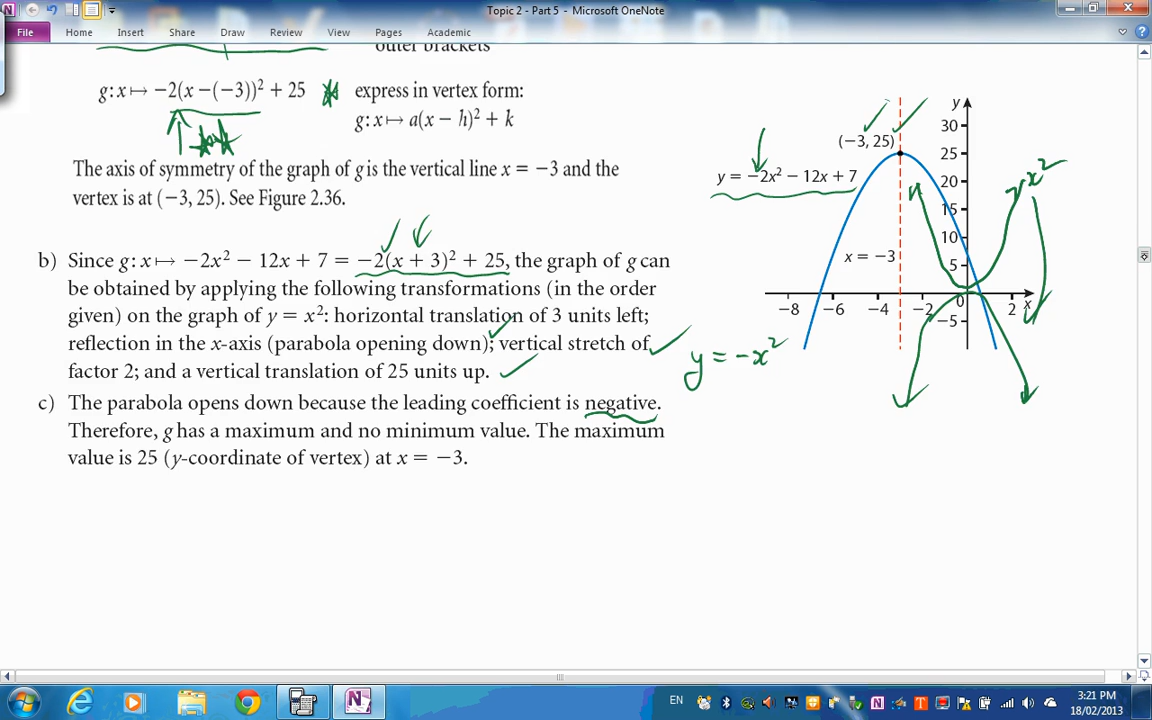 Topic 2 - Part 5 - Microsoft OneNote
File Home Insert Share Draw Review View Pages Academic
outer brackets
g: x ↦ −2(x −(−3))² + 25 express in vertex form:
g: x ↦ a(x − h)² + k
The axis of symmetry of the graph of g is the vertical line x = −3 and the
vertex is at (−3, 25). See Figure 2.36.
b) Since g: x ↦ −2x² − 12x + 7 = −2(x + 3)² + 25, the graph of g can
be obtained by applying the following transformations (in the order
given) on the graph of y = x²: horizontal translation of 3 units left;
reflection in the x-axis (parabola opening down); vertical stretch of
factor 2; and a vertical translation of 25 units up.
c) The parabola opens down because the leading coefficient is negative.
Therefore, g has a maximum and no minimum value. The maximum
value is 25 (y-coordinate of vertex) at x = −3.
y
30
(−3, 25)
25
y = −2x² − 12x + 7
20
x²
15
10
x = −3
5
−8 −6 −4 −2 0 2 x
−5
y = −x²
EN
3:21 PM
18/02/2013